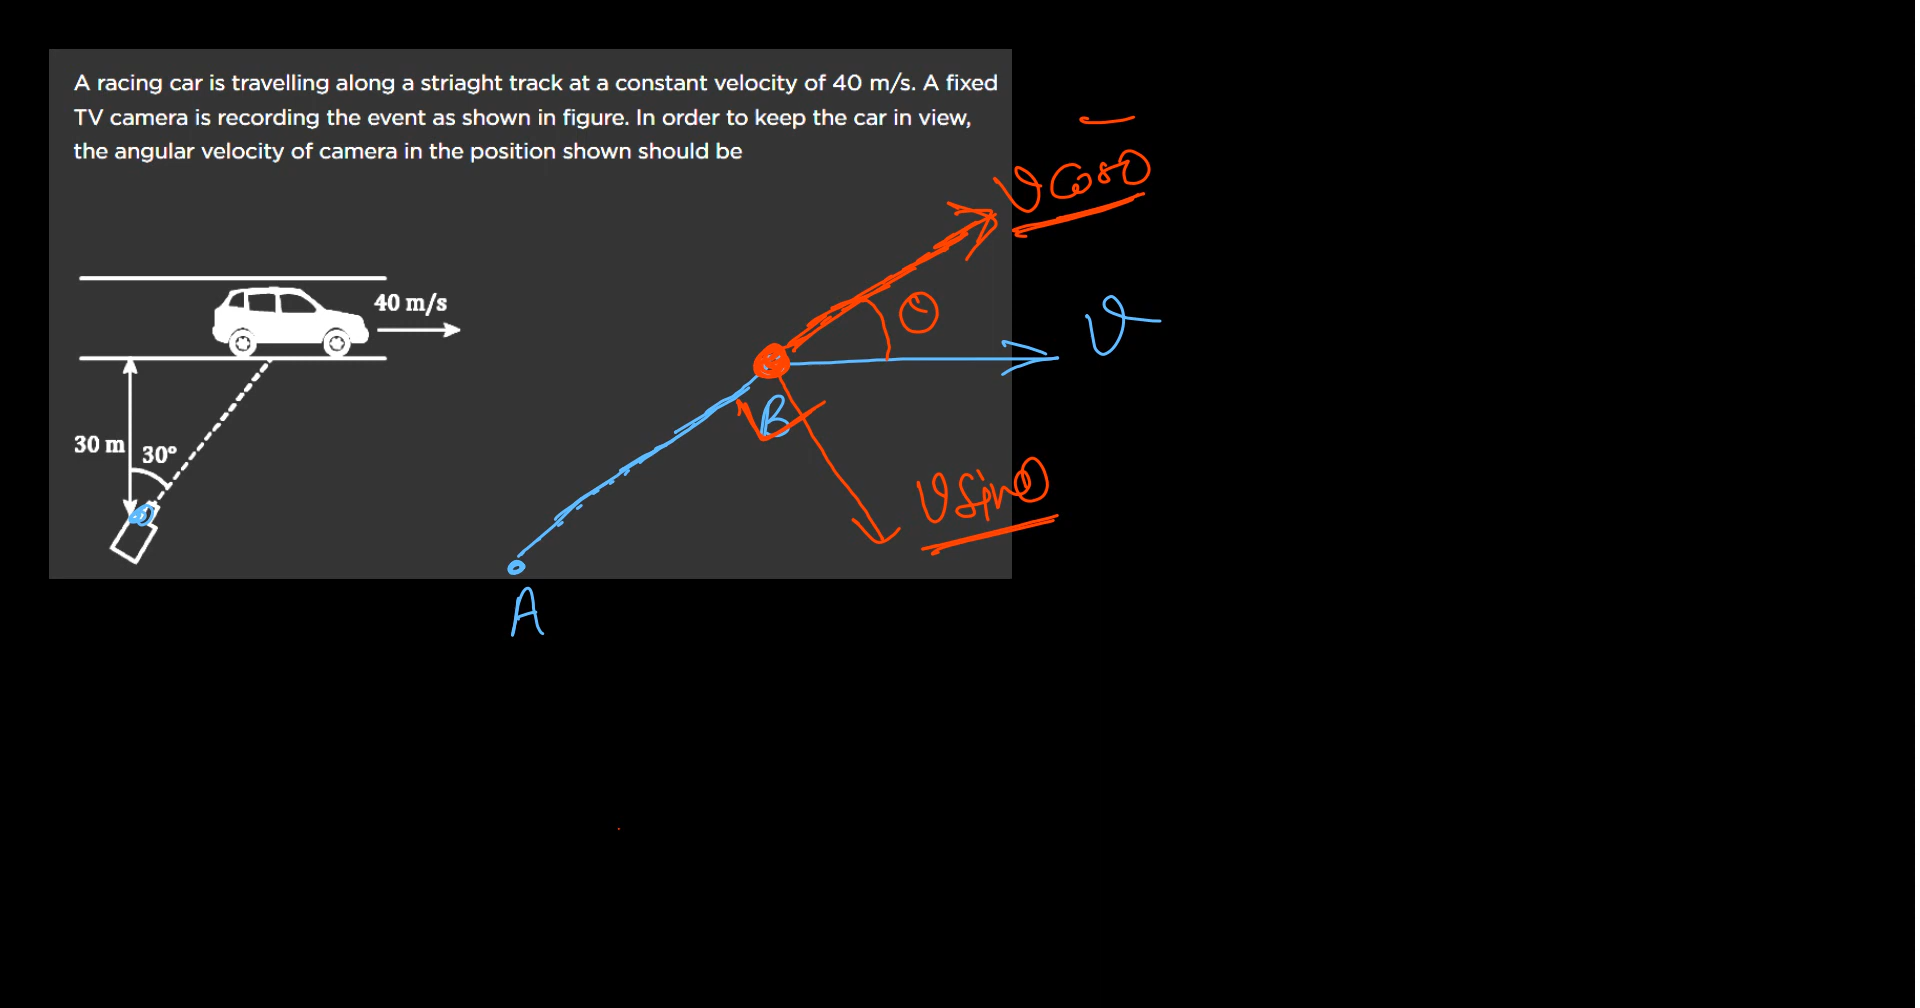 A racing car is travelling along a striaght track at a constant velocity of 40 m/s. A fixed
TV camera is recording the event as shown in figure. In order to keep the car in view,
the angular velocity of camera in the position shown should be
v cosθ
40 m/s
θ
v
B
30 m
30°
v sinθ
A